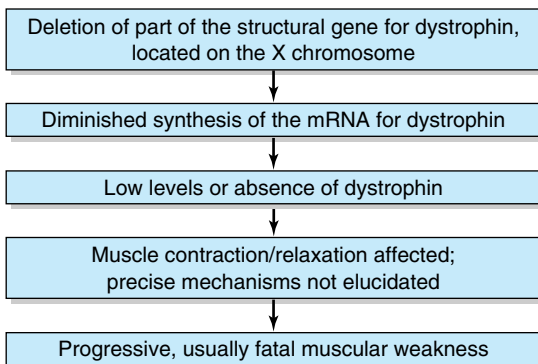 Deletion of part of the structural gene for dystrophin,
located on the X chromosome
Diminished synthesis of the mRNA for dystrophin
Low levels or absence of dystrophin
Muscle contraction/relaxation affected;
precise mechanisms not elucidated
Progressive, usually fatal muscular weakness